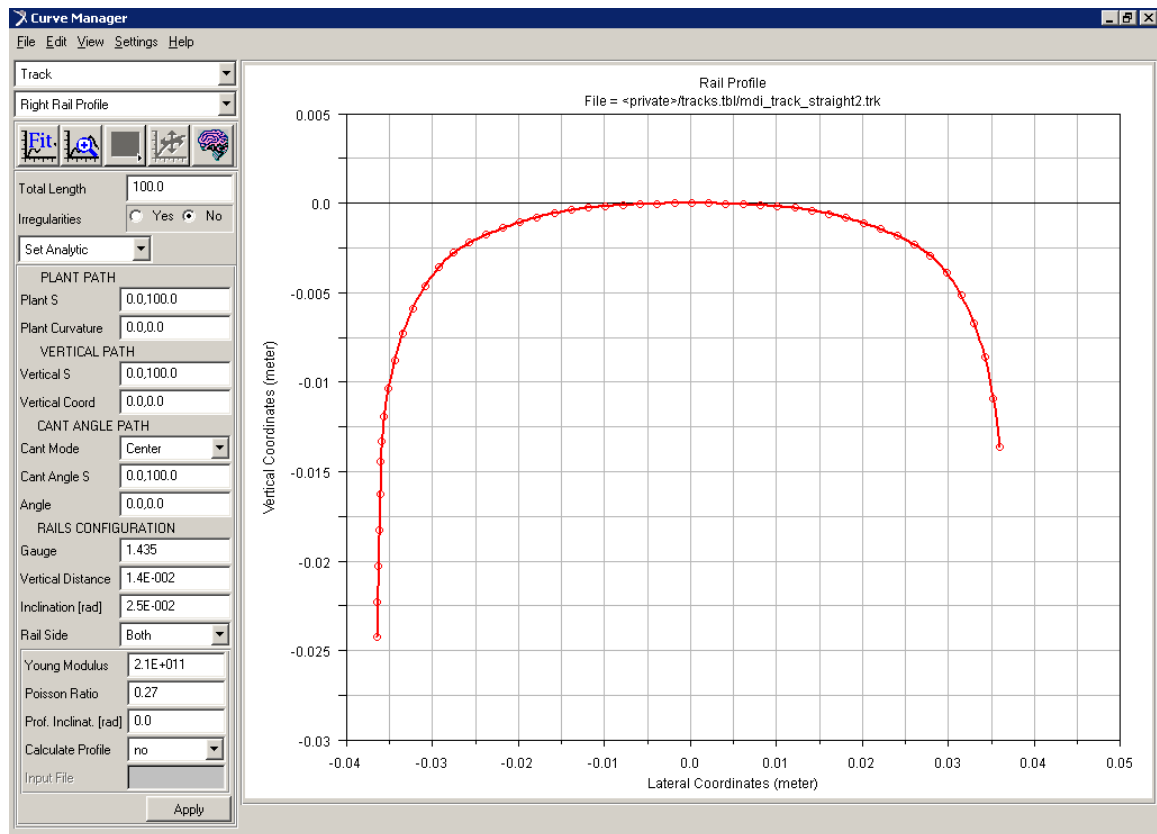 Curve Manager
File Edit View Settings Help
Track
Right Rail Profile
Fit
Total Length 100.0
Irregularities Yes No
Set Analytic
PLANT PATH
Plant S 0.0,100.0
Plant Curvature 0.0,0.0
VERTICAL PATH
Vertical S 0.0,100.0
Vertical Coord 0.0,0.0
CANT ANGLE PATH
Cant Mode Center
Cant Angle S 0.0,100.0
Angle 0.0,0.0
RAILS CONFIGURATION
Gauge 1.435
Vertical Distance 1.4E-002
Inclination [rad] 2.5E-002
Rail Side Both
Young Modulus 2.1E+011
Poisson Ratio 0.27
Prof. Inclinat. [rad] 0.0
Calculate Profile no
Input File
Apply
Rail Profile
File = <private>/tracks.tbl/mdi_track_straight2.trk
Vertical Coordinates (meter)
0.005
0.0
-0.005
-0.01
-0.015
-0.02
-0.025
-0.03
-0.04 -0.03 -0.02 -0.01 0.0 0.01 0.02 0.03 0.04 0.05
Lateral Coordinates (meter)